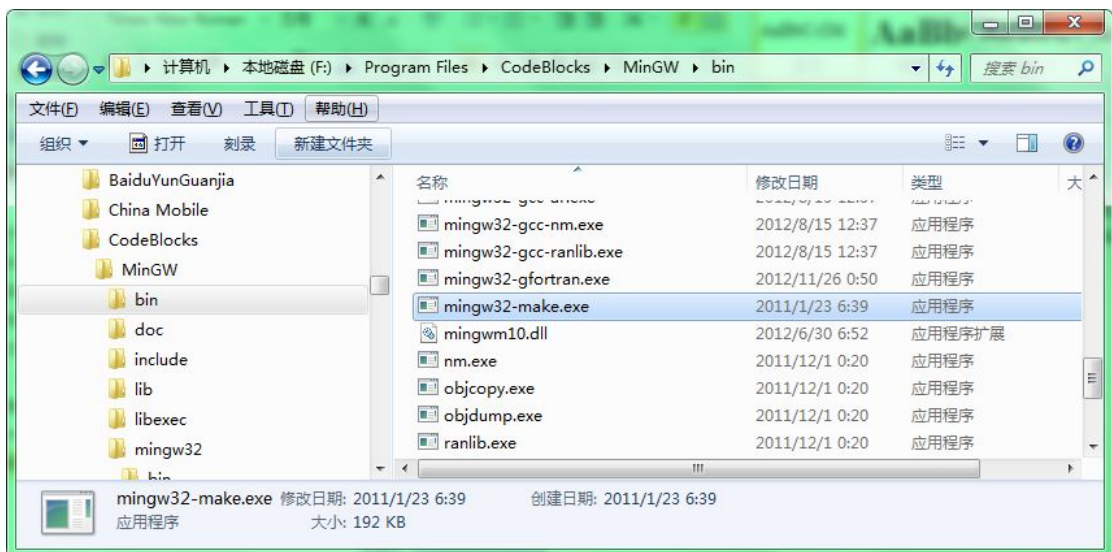 计算机 ▸ 本地磁盘 (F:) ▸ Program Files ▸ CodeBlocks ▸ MinGW ▸ bin
搜索 bin
文件(F) 编辑(E) 查看(V) 工具(T) 帮助(H)
组织 打开 刻录 新建文件夹
BaiduYunGuanjia
China Mobile
CodeBlocks
MinGW
bin
doc
include
lib
libexec
mingw32
bin
名称 修改日期 类型 大
mingw32-gcc-nm.exe 2012/8/15 12:37 应用程序
mingw32-gcc-ranlib.exe 2012/8/15 12:37 应用程序
mingw32-gfortran.exe 2012/11/26 0:50 应用程序
mingw32-make.exe 2011/1/23 6:39 应用程序
mingwm10.dll 2012/6/30 6:52 应用程序扩展
nm.exe 2011/12/1 0:20 应用程序
objcopy.exe 2011/12/1 0:20 应用程序
objdump.exe 2011/12/1 0:20 应用程序
ranlib.exe 2011/12/1 0:20 应用程序
mingw32-make.exe 修改日期: 2011/1/23 6:39 创建日期: 2011/1/23 6:39
应用程序 大小: 192 KB